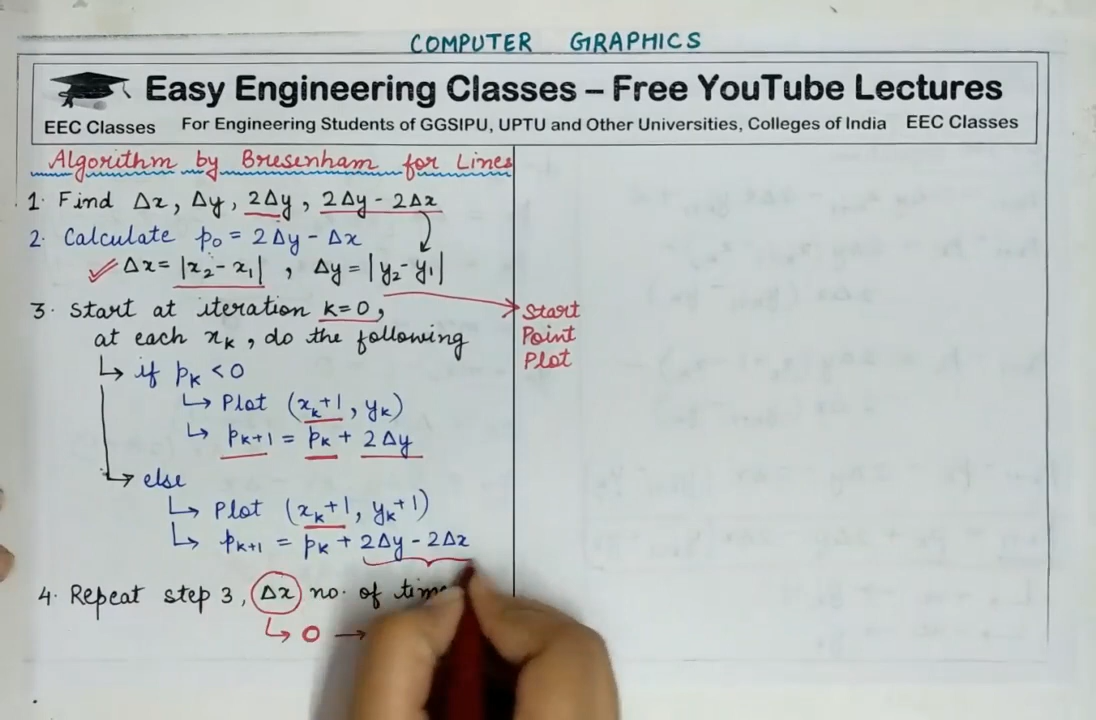 COMPUTER GRAPHICS
Easy Engineering Classes – Free YouTube Lectures
EEC Classes For Engineering Students of GGSIPU, UPTU and Other Universities, Colleges of India EEC Classes
Algorithm by Bresenham for Lines
1. Find Δx, Δy, 2Δy, 2Δy - 2Δx
2. Calculate p₀ = 2Δy - Δx
Δx = |x₂ - x₁| , Δy = |y₂ - y₁|
3. Start at iteration k=0,
at each xₖ, do the following
↳ if pₖ < 0
↳ Plot (xₖ+1, yₖ)
↳ pₖ₊₁ = pₖ + 2Δy
↳ else
↳ Plot (xₖ+1, yₖ+1)
↳ pₖ₊₁ = pₖ + 2Δy - 2Δx
4. Repeat step 3, Δx no. of
↳ 0 →
Start
Point
Plot